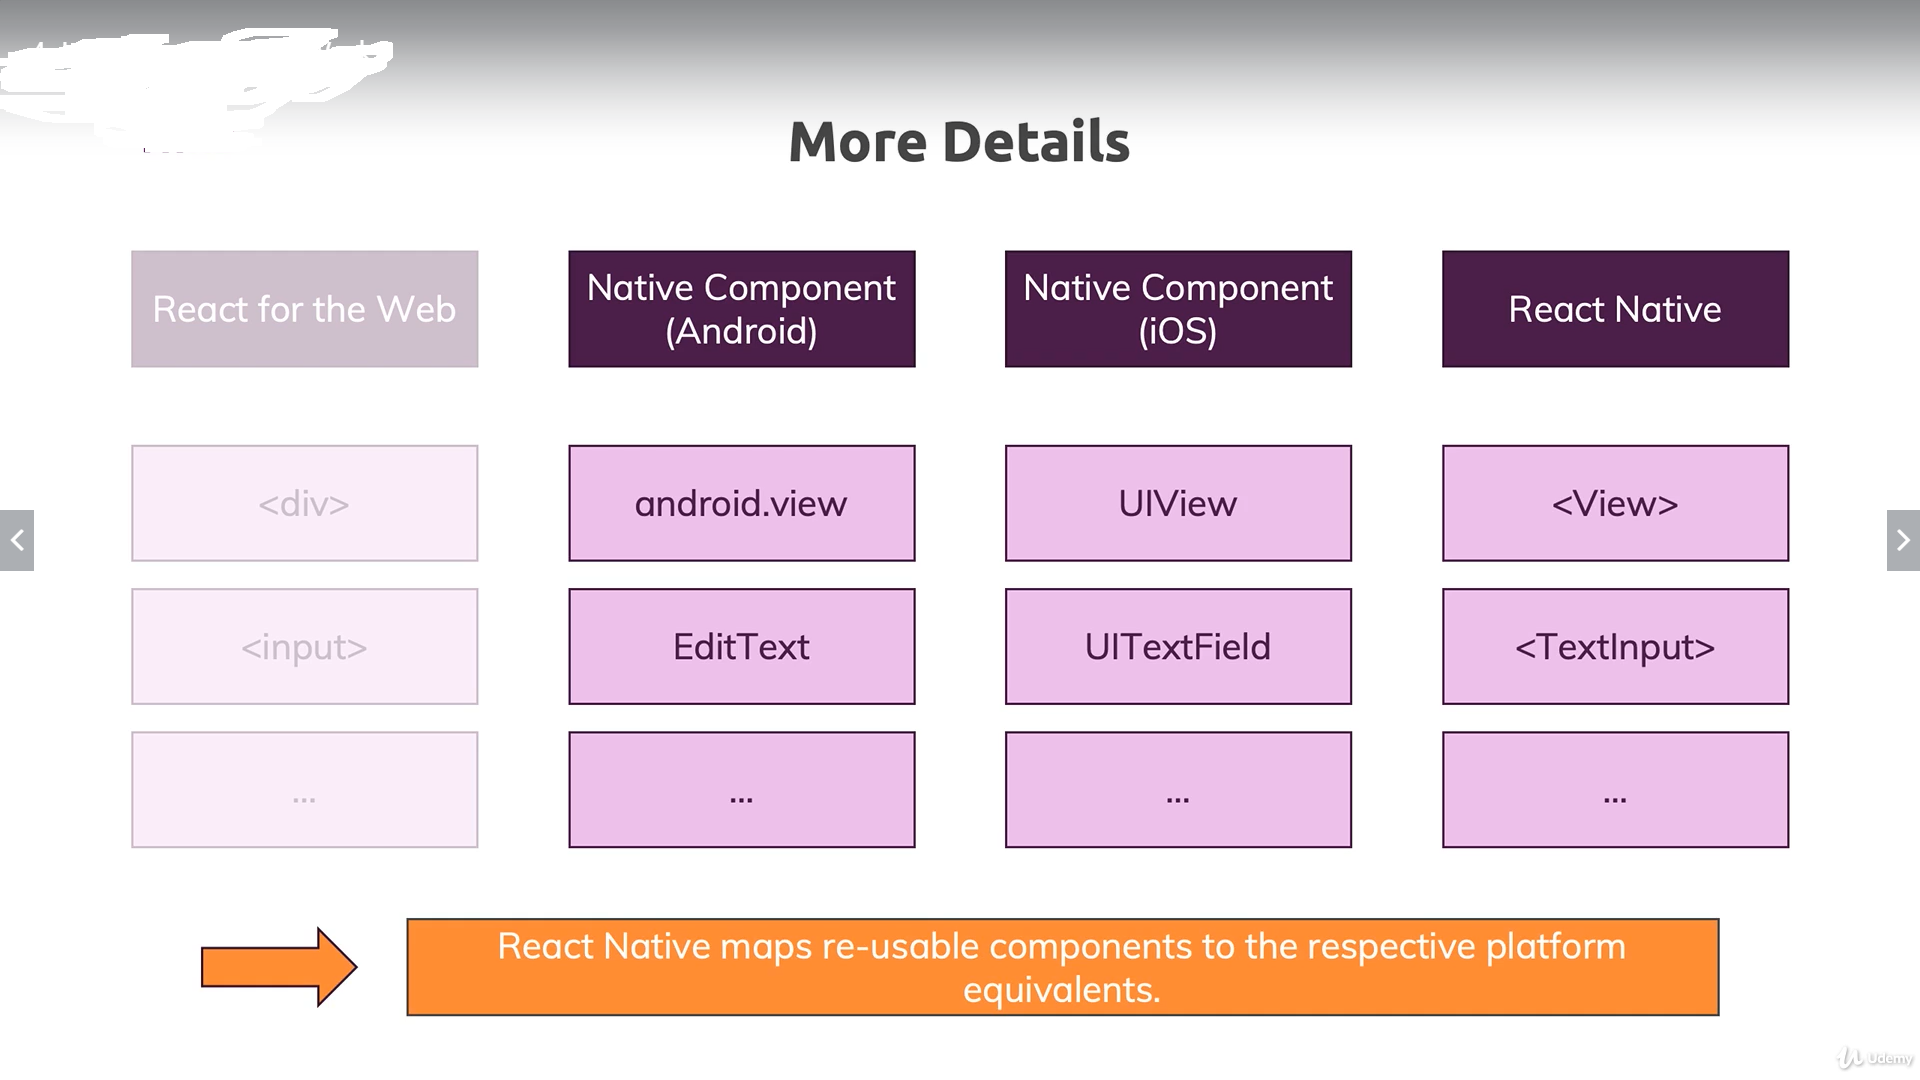 More Details
React for the Web
Native Component
(Android)
Native Component
(iOS)
React Native
<div>
android.view
UIView
<View>
<input>
EditText
UITextField
<TextInput>
...
...
...
...
React Native maps re-usable components to the respective platform
equivalents.
Udemy